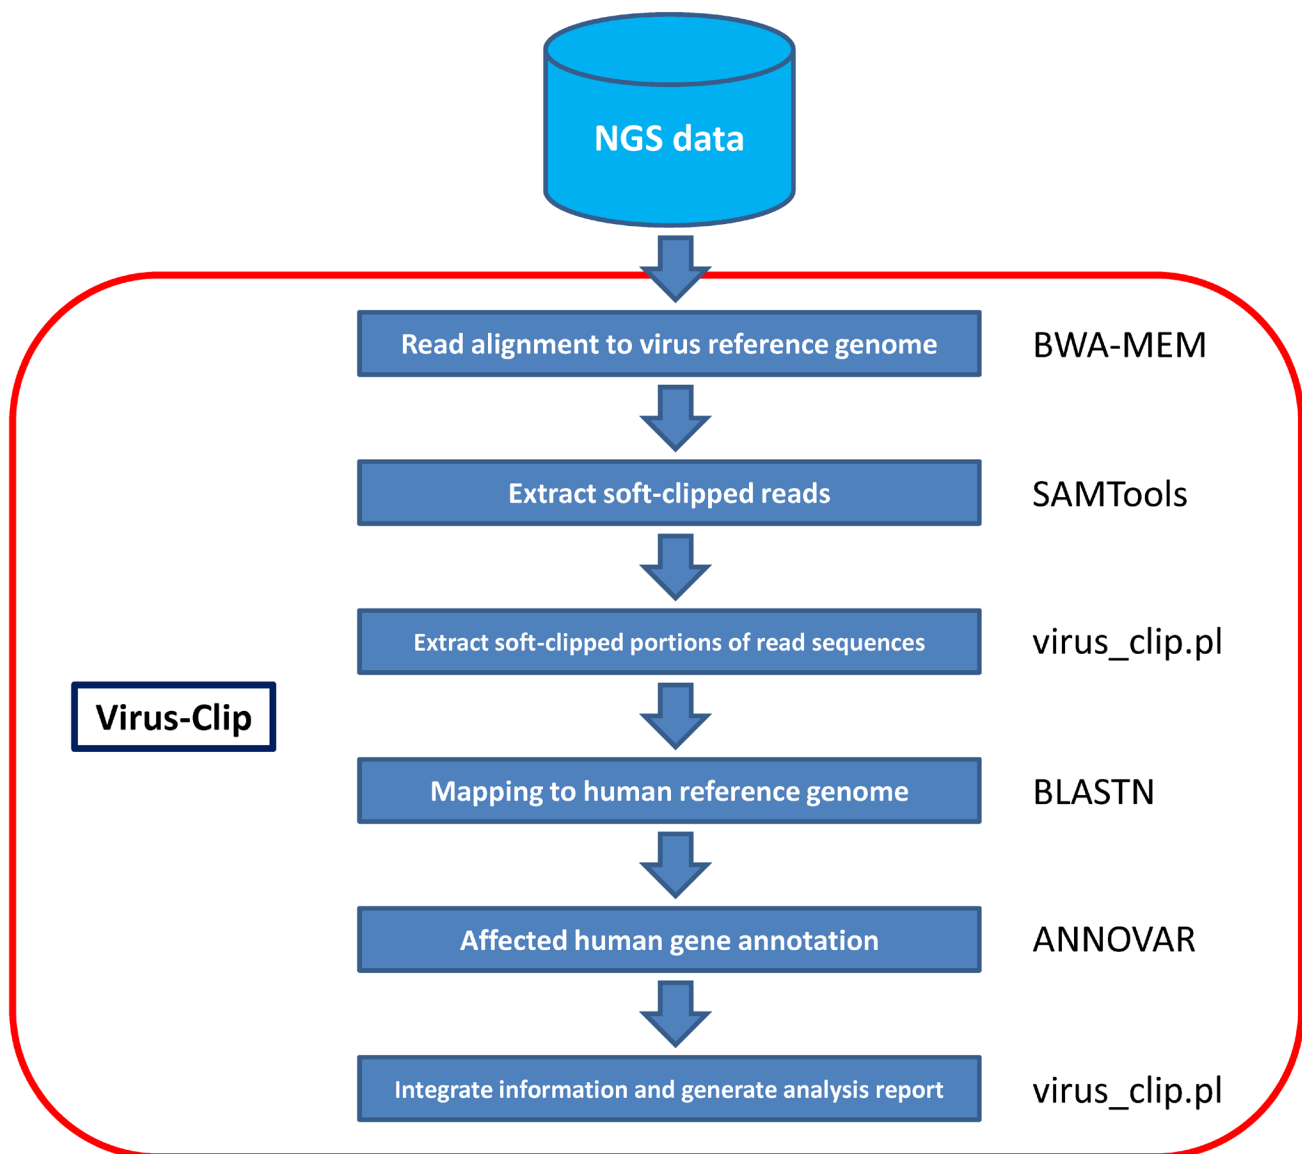 NGS data
Read alignment to virus reference genome
BWA-MEM
Extract soft-clipped reads
SAMTools
Extract soft-clipped portions of read sequences
virus_clip.pl
Virus-Clip
Mapping to human reference genome
BLASTN
Affected human gene annotation
ANNOVAR
Integrate information and generate analysis report
virus_clip.pl